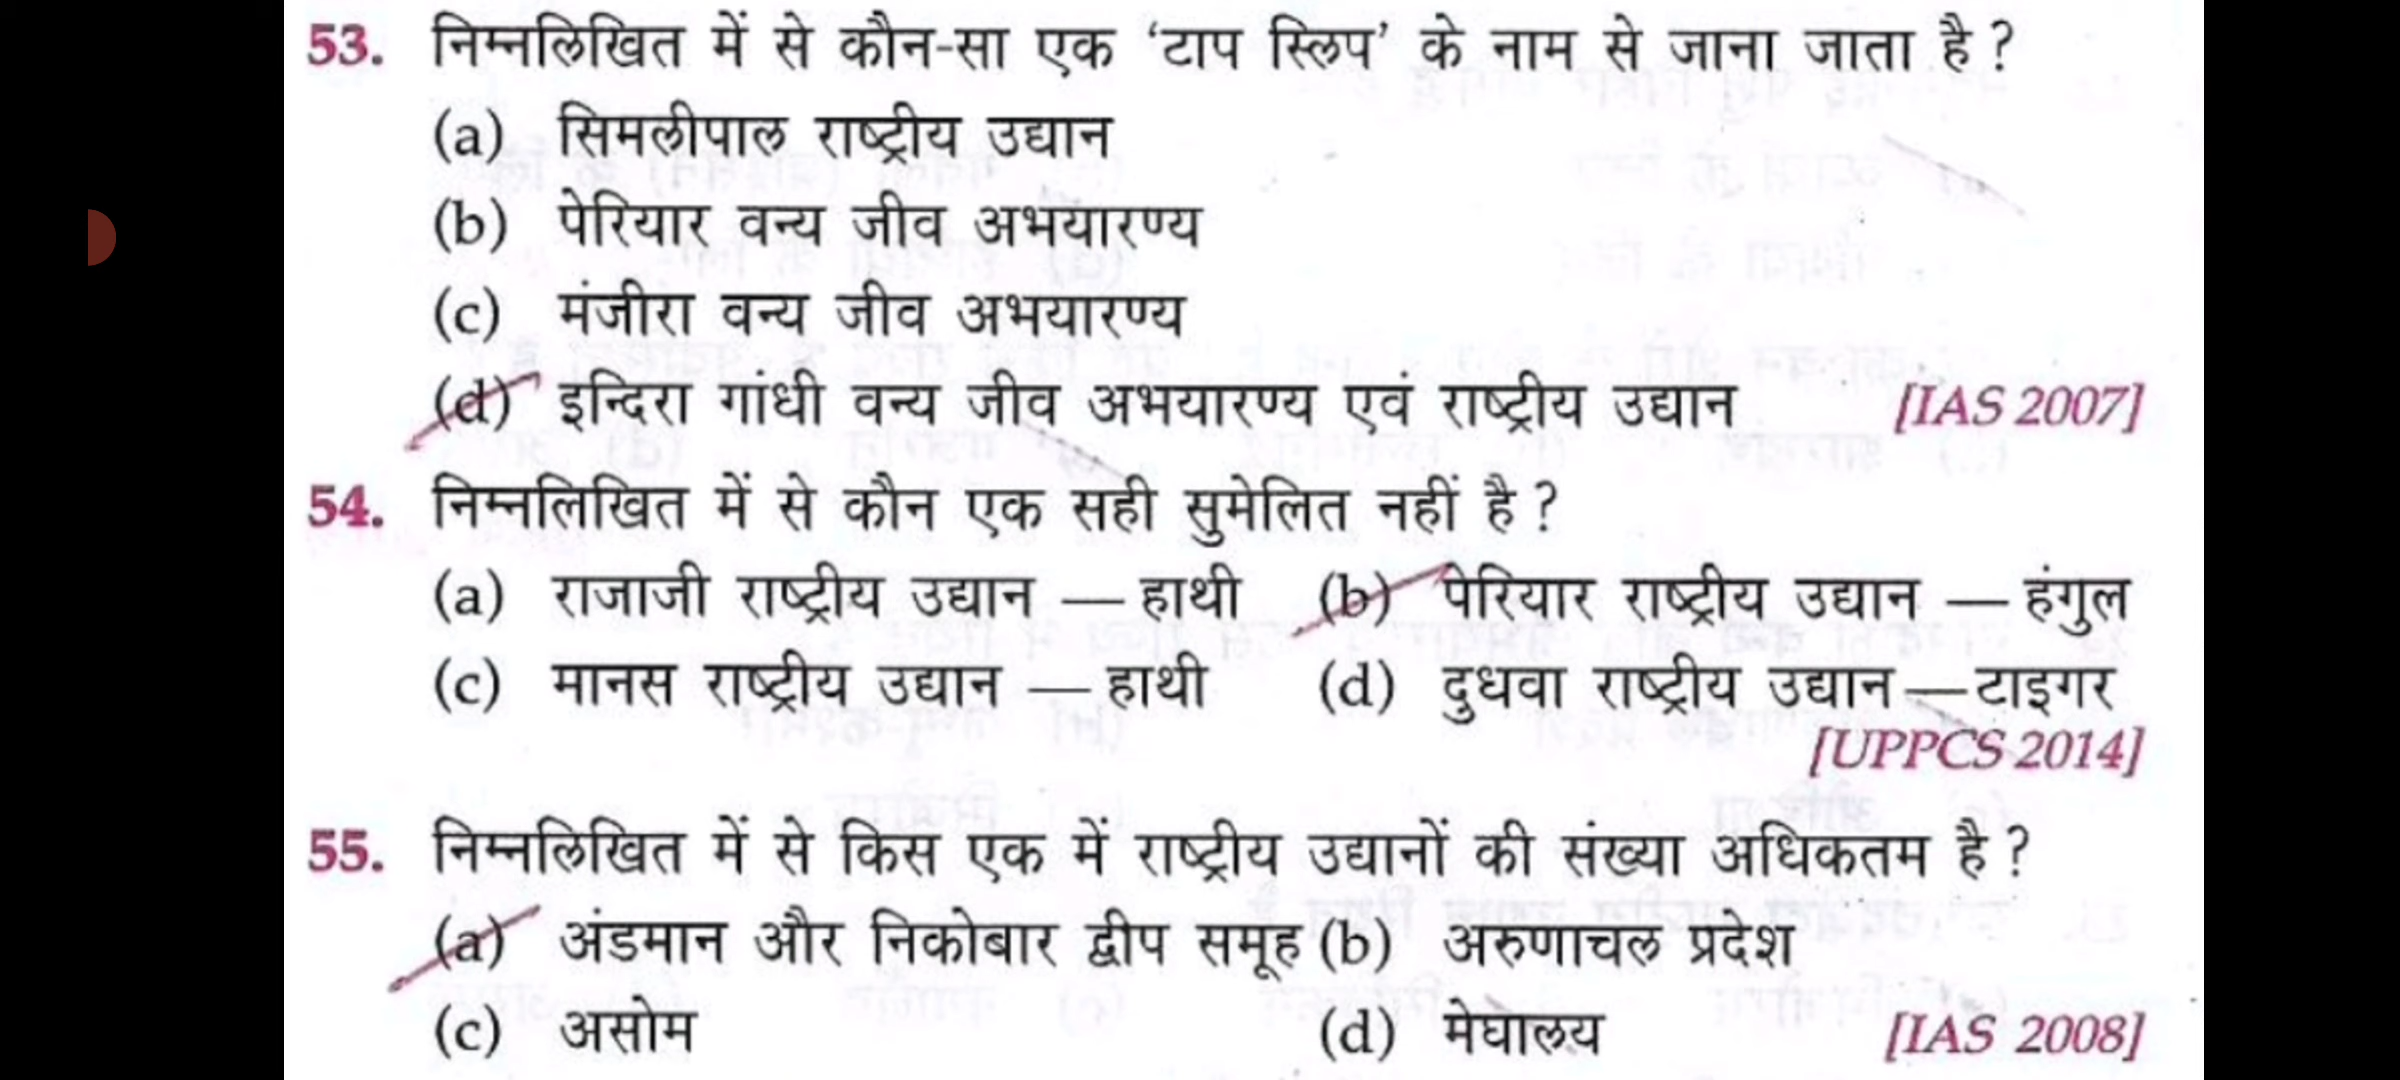 53. निम्नलिखित में से कौन-सा एक ‘टाप स्लिप’ के नाम से जाना जाता है ?
(a) सिमलीपाल राष्ट्रीय उद्यान
(b) पेरियार वन्य जीव अभयारण्य
(c) मंजीरा वन्य जीव अभयारण्य
(d) इन्दिरा गांधी वन्य जीव अभयारण्य एवं राष्ट्रीय उद्यान [IAS 2007]
54. निम्नलिखित में से कौन एक सही सुमेलित नहीं है ?
(a) राजाजी राष्ट्रीय उद्यान — हाथी (b) पेरियार राष्ट्रीय उद्यान — हंगुल
(c) मानस राष्ट्रीय उद्यान — हाथी (d) दुधवा राष्ट्रीय उद्यान — टाइगर
[UPPCS 2014]
55. निम्नलिखित में से किस एक में राष्ट्रीय उद्यानों की संख्या अधिकतम है ?
(a) अंडमान और निकोबार द्वीप समूह (b) अरुणाचल प्रदेश
(c) असोम (d) मेघालय [IAS 2008]